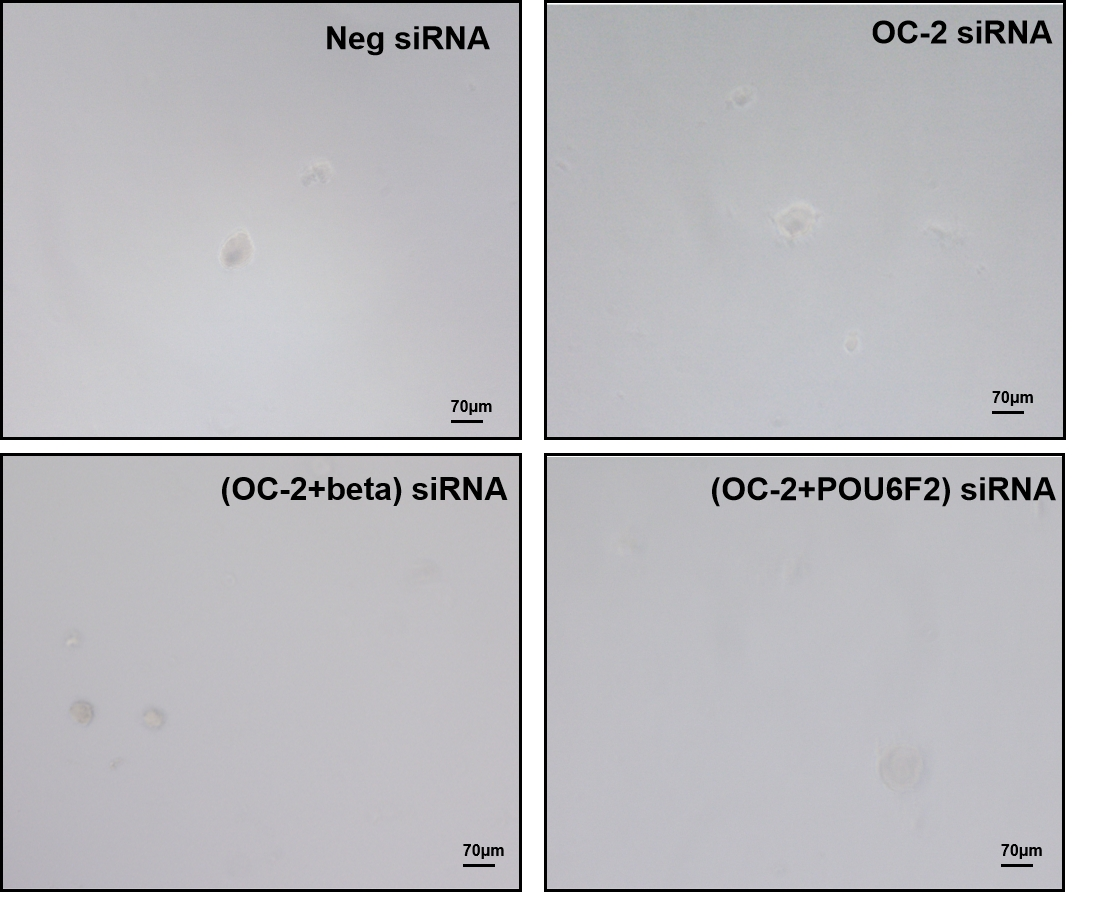 Neg siRNA
70µm
OC-2 siRNA
70µm
(OC-2+beta) siRNA
70µm
(OC-2+POU6F2) siRNA
70µm